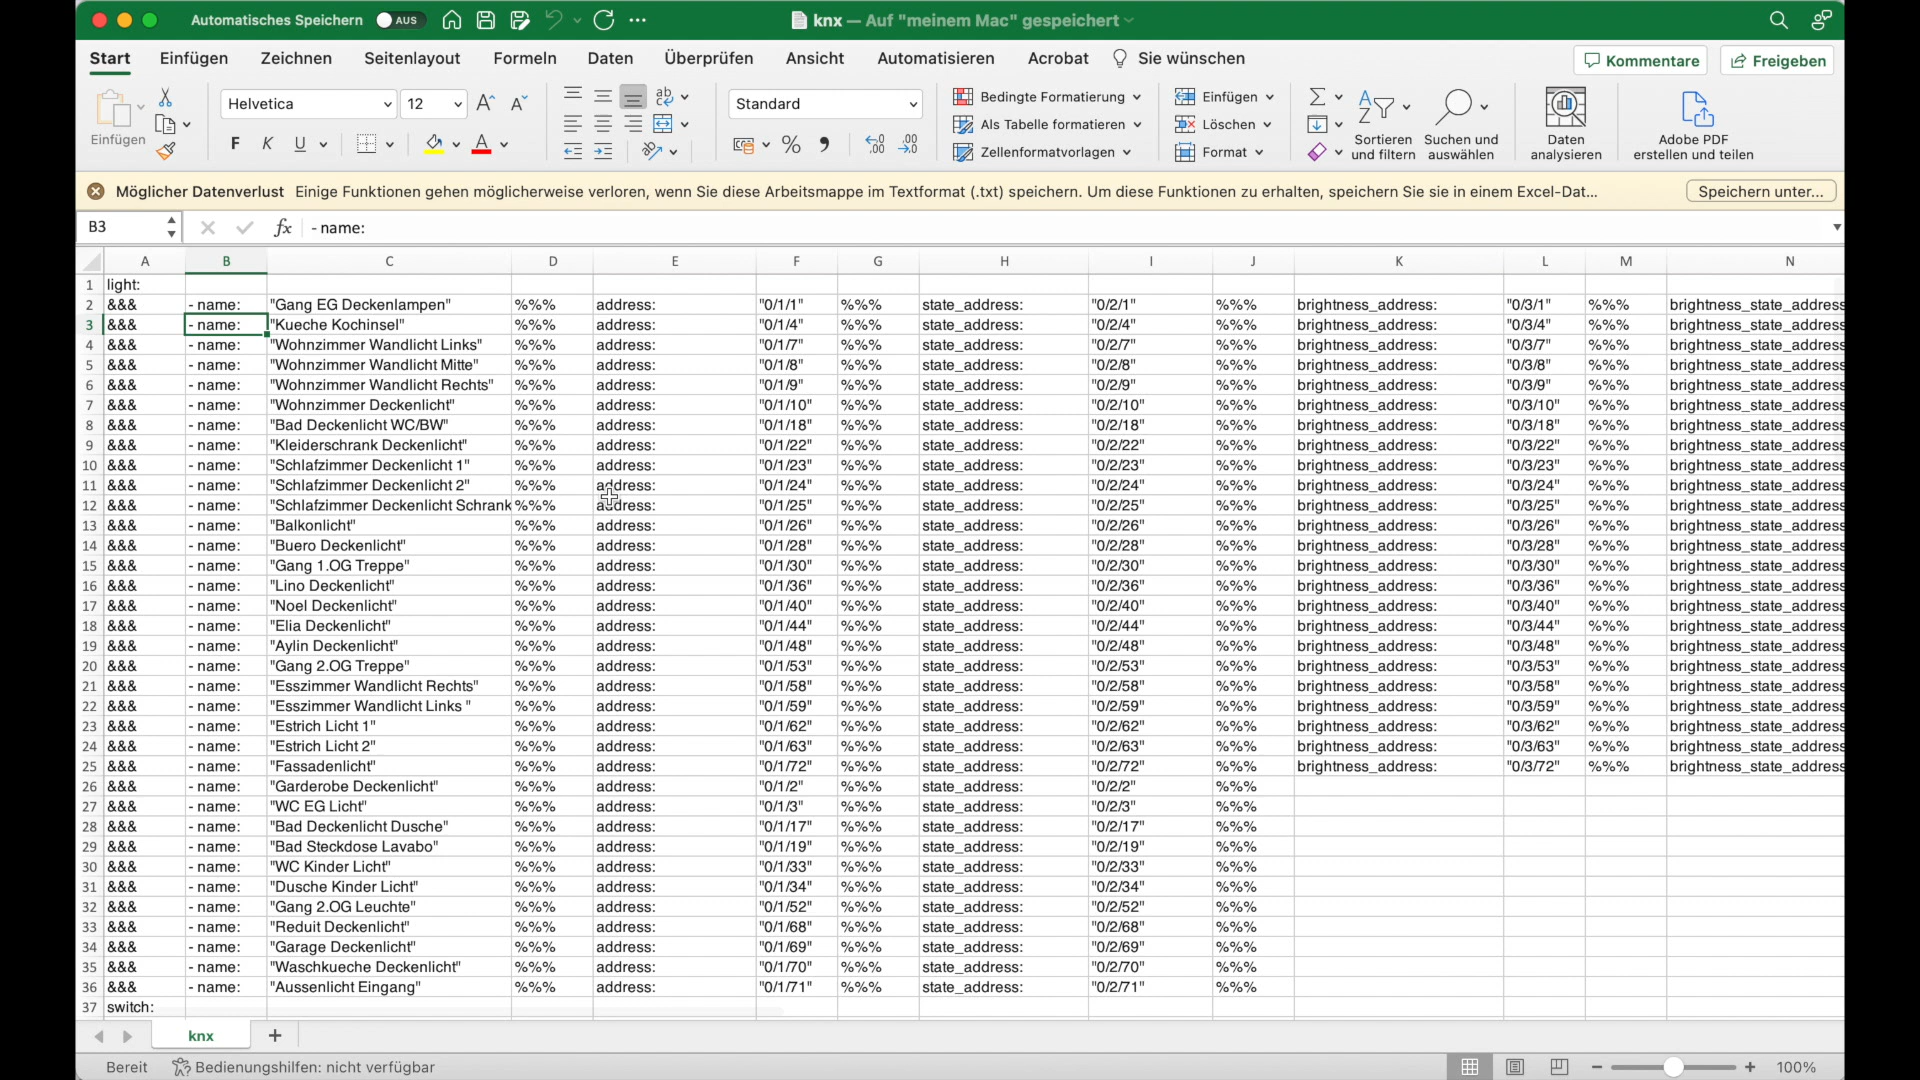 Automatisches Speichern AUS knx — Auf "meinem Mac" gespeichert
Start Einfügen Zeichnen Seitenlayout Formeln Daten Überprüfen Ansicht Automatisieren Acrobat Sie wünschen Kommentare Freigeben
Einfügen Helvetica 12 Standard Bedingte Formatierung Einfügen
Als Tabelle formatieren Löschen
F K U Zellenformatvorlagen Format
Sortieren und filtern Suchen und auswählen Daten analysieren Adobe PDF erstellen und teilen
Möglicher Datenverlust Einige Funktionen gehen möglicherweise verloren, wenn Sie diese Arbeitsmappe im Textformat (.txt) speichern. Um diese Funktionen zu erhalten, speichern Sie sie in einem Excel-Dat... Speichern unter...
B3 fx - name:
A B C D E F G H I J K L M N
1 light:
2 &&& - name: "Gang EG Deckenlampen" %%% address: "0/1/1" %%% state_address: "0/2/1" %%% brightness_address: "0/3/1" %%% brightness_state_address
3 &&& - name: "Kueche Kochinsel" %%% address: "0/1/4" %%% state_address: "0/2/4" %%% brightness_address: "0/3/4" %%% brightness_state_address
4 &&& - name: "Wohnzimmer Wandlicht Links" %%% address: "0/1/7" %%% state_address: "0/2/7" %%% brightness_address: "0/3/7" %%% brightness_state_address
5 &&& - name: "Wohnzimmer Wandlicht Mitte" %%% address: "0/1/8" %%% state_address: "0/2/8" %%% brightness_address: "0/3/8" %%% brightness_state_address
6 &&& - name: "Wohnzimmer Wandlicht Rechts" %%% address: "0/1/9" %%% state_address: "0/2/9" %%% brightness_address: "0/3/9" %%% brightness_state_address
7 &&& - name: "Wohnzimmer Deckenlicht" %%% address: "0/1/10" %%% state_address: "0/2/10" %%% brightness_address: "0/3/10" %%% brightness_state_address
8 &&& - name: "Bad Deckenlicht WC/BW" %%% address: "0/1/18" %%% state_address: "0/2/18" %%% brightness_address: "0/3/18" %%% brightness_state_address
9 &&& - name: "Kleiderschrank Deckenlicht" %%% address: "0/1/22" %%% state_address: "0/2/22" %%% brightness_address: "0/3/22" %%% brightness_state_address
10 &&& - name: "Schlafzimmer Deckenlicht 1" %%% address: "0/1/23" %%% state_address: "0/2/23" %%% brightness_address: "0/3/23" %%% brightness_state_address
11 &&& - name: "Schlafzimmer Deckenlicht 2" %%% address: "0/1/24" %%% state_address: "0/2/24" %%% brightness_address: "0/3/24" %%% brightness_state_address
12 &&& - name: "Schlafzimmer Deckenlicht Schrank %%% address: "0/1/25" %%% state_address: "0/2/25" %%% brightness_address: "0/3/25" %%% brightness_state_address
13 &&& - name: "Balkonlicht" %%% address: "0/1/26" %%% state_address: "0/2/26" %%% brightness_address: "0/3/26" %%% brightness_state_address
14 &&& - name: "Buero Deckenlicht" %%% address: "0/1/28" %%% state_address: "0/2/28" %%% brightness_address: "0/3/28" %%% brightness_state_address
15 &&& - name: "Gang 1.OG Treppe" %%% address: "0/1/30" %%% state_address: "0/2/30" %%% brightness_address: "0/3/30" %%% brightness_state_address
16 &&& - name: "Lino Deckenlicht" %%% address: "0/1/36" %%% state_address: "0/2/36" %%% brightness_address: "0/3/36" %%% brightness_state_address
17 &&& - name: "Noel Deckenlicht" %%% address: "0/1/40" %%% state_address: "0/2/40" %%% brightness_address: "0/3/40" %%% brightness_state_address
18 &&& - name: "Elia Deckenlicht" %%% address: "0/1/44" %%% state_address: "0/2/44" %%% brightness_address: "0/3/44" %%% brightness_state_address
19 &&& - name: "Aylin Deckenlicht" %%% address: "0/1/48" %%% state_address: "0/2/48" %%% brightness_address: "0/3/48" %%% brightness_state_address
20 &&& - name: "Gang 2.OG Treppe" %%% address: "0/1/53" %%% state_address: "0/2/53" %%% brightness_address: "0/3/53" %%% brightness_state_address
21 &&& - name: "Esszimmer Wandlicht Rechts" %%% address: "0/1/58" %%% state_address: "0/2/58" %%% brightness_address: "0/3/58" %%% brightness_state_address
22 &&& - name: "Esszimmer Wandlicht Links " %%% address: "0/1/59" %%% state_address: "0/2/59" %%% brightness_address: "0/3/59" %%% brightness_state_address
23 &&& - name: "Estrich Licht 1" %%% address: "0/1/62" %%% state_address: "0/2/62" %%% brightness_address: "0/3/62" %%% brightness_state_address
24 &&& - name: "Estrich Licht 2" %%% address: "0/1/63" %%% state_address: "0/2/63" %%% brightness_address: "0/3/63" %%% brightness_state_address
25 &&& - name: "Fassadenlicht" %%% address: "0/1/72" %%% state_address: "0/2/72" %%% brightness_address: "0/3/72" %%% brightness_state_address
26 &&& - name: "Garderobe Deckenlicht" %%% address: "0/1/2" %%% state_address: "0/2/2" %%%
27 &&& - name: "WC EG Licht" %%% address: "0/1/3" %%% state_address: "0/2/3" %%%
28 &&& - name: "Bad Deckenlicht Dusche" %%% address: "0/1/17" %%% state_address: "0/2/17" %%%
29 &&& - name: "Bad Steckdose Lavabo" %%% address: "0/1/19" %%% state_address: "0/2/19" %%%
30 &&& - name: "WC Kinder Licht" %%% address: "0/1/33" %%% state_address: "0/2/33" %%%
31 &&& - name: "Dusche Kinder Licht" %%% address: "0/1/34" %%% state_address: "0/2/34" %%%
32 &&& - name: "Gang 2.OG Leuchte" %%% address: "0/1/52" %%% state_address: "0/2/52" %%%
33 &&& - name: "Reduit Deckenlicht" %%% address: "0/1/68" %%% state_address: "0/2/68" %%%
34 &&& - name: "Garage Deckenlicht" %%% address: "0/1/69" %%% state_address: "0/2/69" %%%
35 &&& - name: "Waschkueche Deckenlicht" %%% address: "0/1/70" %%% state_address: "0/2/70" %%%
36 &&& - name: "Aussenlicht Eingang" %%% address: "0/1/71" %%% state_address: "0/2/71" %%%
37 switch:
knx
Bereit Bedienungshilfen: nicht verfügbar 100%